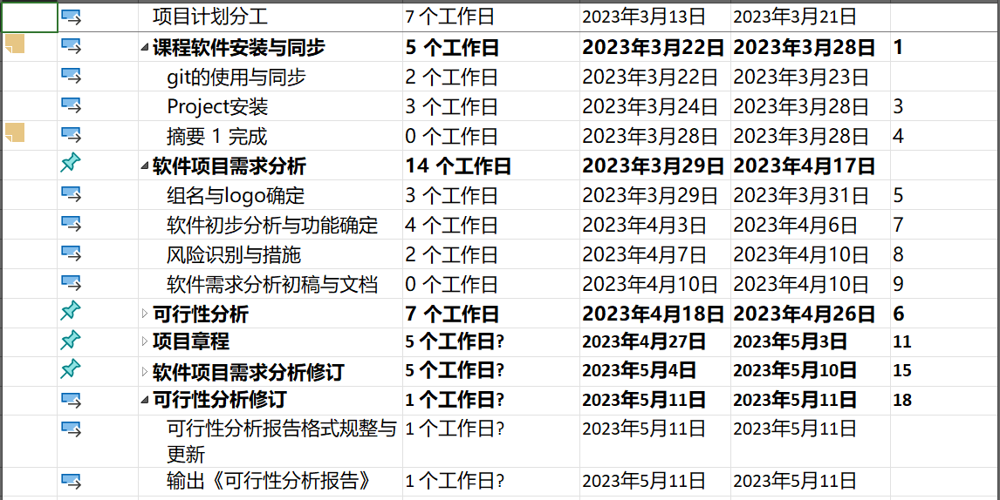 项目计划分工 7 个工作日 2023年3月13日 2023年3月21日
课程软件安装与同步 5 个工作日 2023年3月22日 2023年3月28日 1
git的使用与同步 2 个工作日 2023年3月22日 2023年3月23日
Project安装 3 个工作日 2023年3月24日 2023年3月28日 3
摘要 1 完成 0 个工作日 2023年3月28日 2023年3月28日 4
软件项目需求分析 14 个工作日 2023年3月29日 2023年4月17日
组名与logo确定 3 个工作日 2023年3月29日 2023年3月31日 5
软件初步分析与功能确定 4 个工作日 2023年4月3日 2023年4月6日 7
风险识别与措施 2 个工作日 2023年4月7日 2023年4月10日 8
软件需求分析初稿与文档 0 个工作日 2023年4月10日 2023年4月10日 9
可行性分析 7 个工作日 2023年4月18日 2023年4月26日 6
项目章程 5 个工作日? 2023年4月27日 2023年5月3日 11
软件项目需求分析修订 5 个工作日? 2023年5月4日 2023年5月10日 15
可行性分析修订 1 个工作日? 2023年5月11日 2023年5月11日 18
可行性分析报告格式规整与 1 个工作日? 2023年5月11日 2023年5月11日
更新
输出《可行性分析报告》 1 个工作日? 2023年5月11日 2023年5月11日